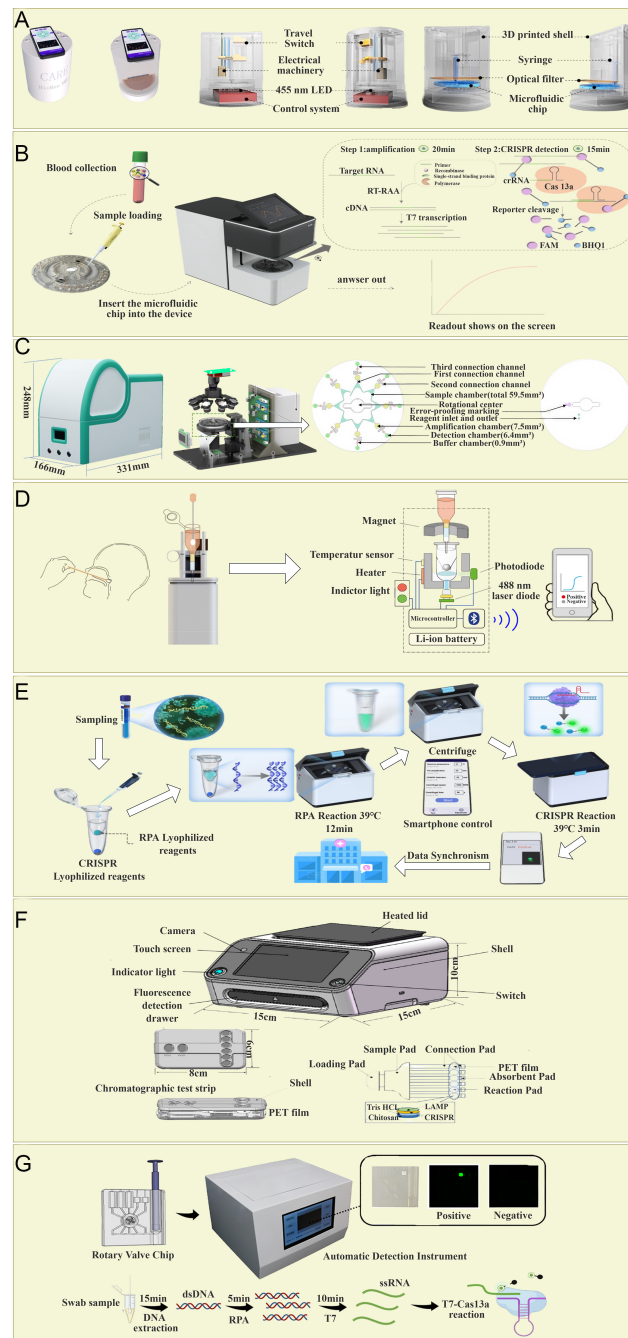 A
CARE
Travel
Switch
Electrical
machinery
455 nm LED
Control system
3D printed shell
Syringe
Optical filter
Microfluidic
chip
B
Blood collection
Sample loading
Insert the microfluidic
chip into the device
Step 1:amplification
20min
Target RNA
RT-RAA
cDNA
T7 transcription
Primer
Recombinase
Single-strand binding protein
Polymerase
Step 2:CRISPR detection
15min
crRNA
Cas 13a
Reporter cleavage
FAM
BHQ1
anwser out
Readout shows on the screen
C
248mm
166mm
331mm
Third connection channel
First connection channel
Second connection channel
Sample chamber(total 59.5mm²)
Rotational center
Error-proofing marking
Reagent inlet and outlet
Amplification chamber(7.5mm²)
Detection chamber(6.4mm²)
Buffer chamber(0.9mm²)
D
Magnet
Temperatur sensor
Heater
Indictor light
Photodiode
488 nm
laser diode
Microcontroller
Li-ion battery
Positive
Negative
E
Sampling
RPA Lyophilized
reagents
CRISPR
Lyophilized reagents
RPA Reaction 39°C
12min
Centrifuge
Smartphone control
CRISPR Reaction
39°C 3min
Data Synchronism
F
Heated lid
Camera
Touch screen
Indicator light
Fluorescence
detection
drawer
Shell
Switch
10cm
15cm
15cm
6cm
8cm
Chromatographic test strip
Shell
PET film
Sample Pad
Connection Pad
Loading Pad
PET film
Absorbent Pad
Reaction Pad
Tris HCL
Chitosan
LAMP
CRISPR
G
Rotary Valve Chip
Automatic Detection Instrument
Positive
Negative
Swab sample
15min
DNA
extraction
dsDNA
5min
RPA
10min
T7
ssRNA
T7-Cas13a
reaction